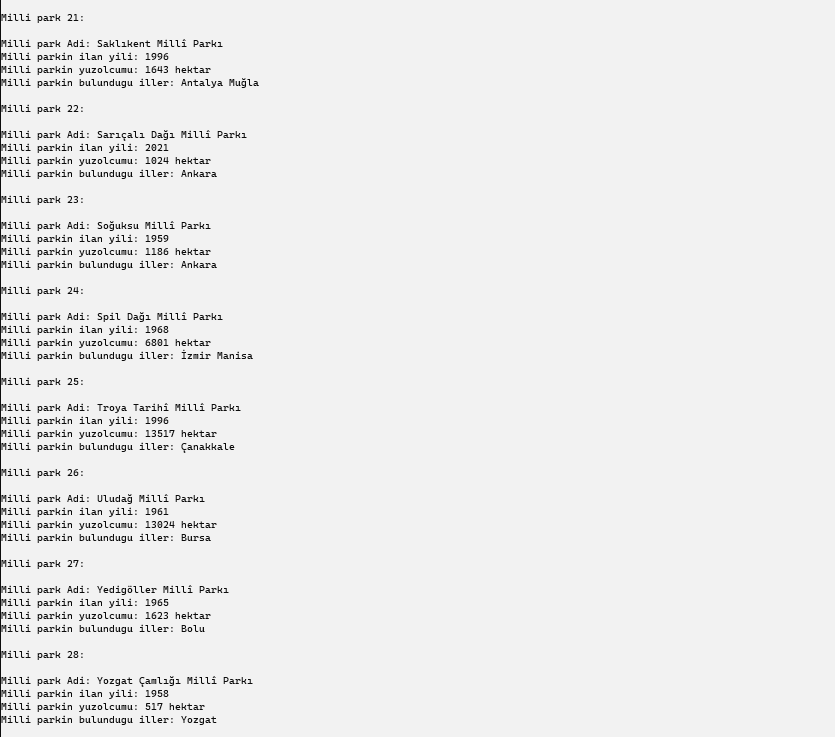 Milli park 21:
Milli park Adi: Saklıkent Millî Parkı
Milli parkin ilan yili: 1996
Milli parkin yuzolcumu: 1643 hektar
Milli parkin bulundugu iller: Antalya Muğla
Milli park 22:
Milli park Adi: Sarıçalı Dağı Millî Parkı
Milli parkin ilan yili: 2021
Milli parkin yuzolcumu: 1024 hektar
Milli parkin bulundugu iller: Ankara
Milli park 23:
Milli park Adi: Soğuksu Millî Parkı
Milli parkin ilan yili: 1959
Milli parkin yuzolcumu: 1186 hektar
Milli parkin bulundugu iller: Ankara
Milli park 24:
Milli park Adi: Spil Dağı Millî Parkı
Milli parkin ilan yili: 1968
Milli parkin yuzolcumu: 6801 hektar
Milli parkin bulundugu iller: İzmir Manisa
Milli park 25:
Milli park Adi: Troya Tarihî Millî Parkı
Milli parkin ilan yili: 1996
Milli parkin yuzolcumu: 13517 hektar
Milli parkin bulundugu iller: Çanakkale
Milli park 26:
Milli park Adi: Uludağ Millî Parkı
Milli parkin ilan yili: 1961
Milli parkin yuzolcumu: 13024 hektar
Milli parkin bulundugu iller: Bursa
Milli park 27:
Milli park Adi: Yedigöller Millî Parkı
Milli parkin ilan yili: 1965
Milli parkin yuzolcumu: 1623 hektar
Milli parkin bulundugu iller: Bolu
Milli park 28:
Milli park Adi: Yozgat Çamlığı Millî Parkı
Milli parkin ilan yili: 1958
Milli parkin yuzolcumu: 517 hektar
Milli parkin bulundugu iller: Yozgat